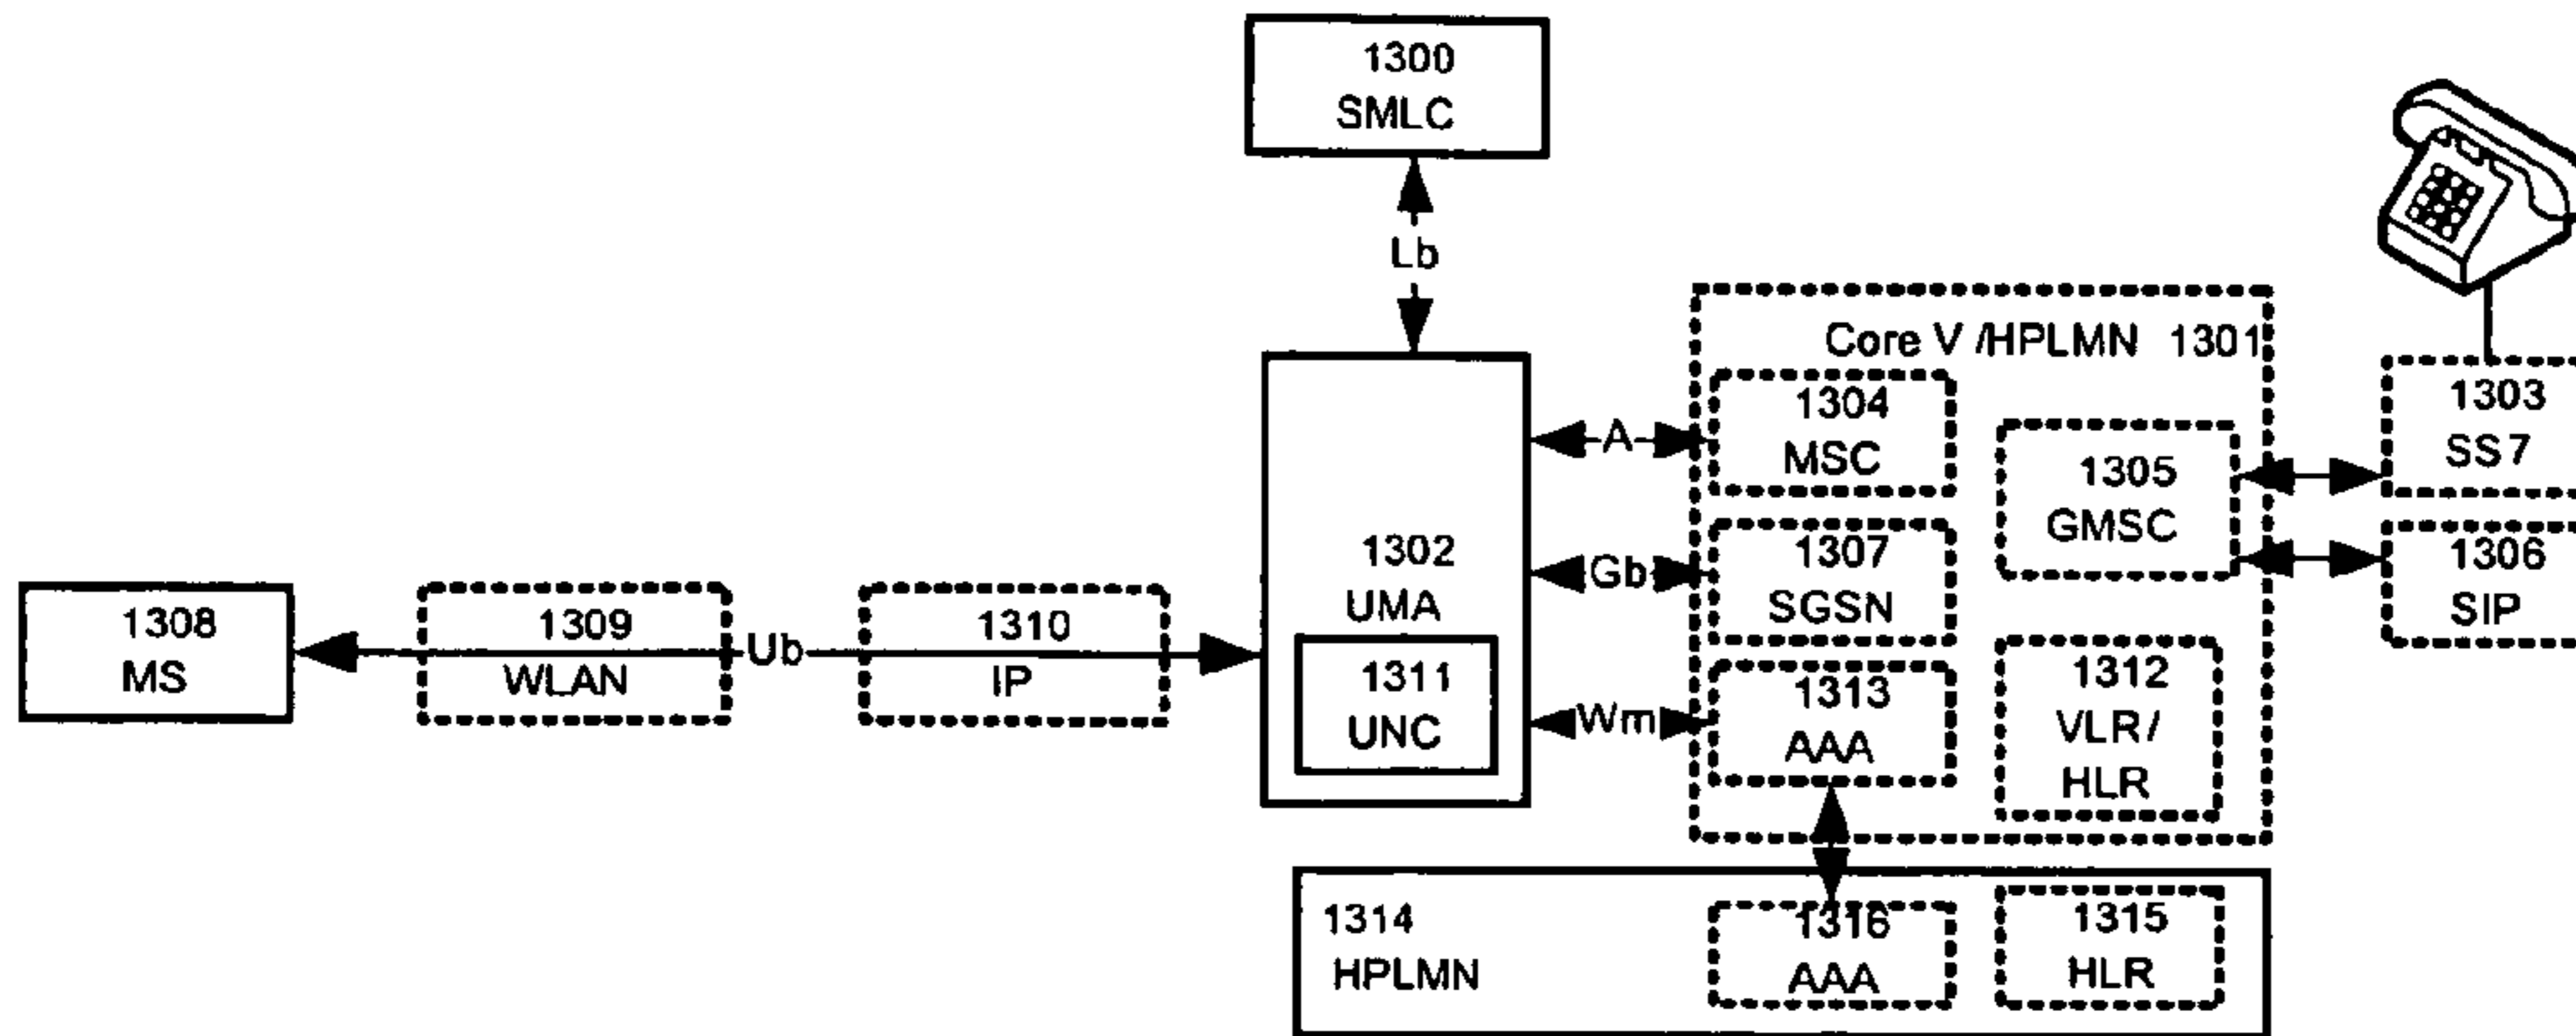 1300
SMLC
Lb
Core V /HPLMN 1301
1304
MSC
A
1303
SS7
1305
GMSC
1302
UMA
Gb
1307
SGSN
1306
SIP
1308
MS
1309
WLAN
Ub
1310
IP
1311
UNC
Wm
1313
AAA
1312
VLR/
HLR
1314
HPLMN
1316
AAA
1315
HLR